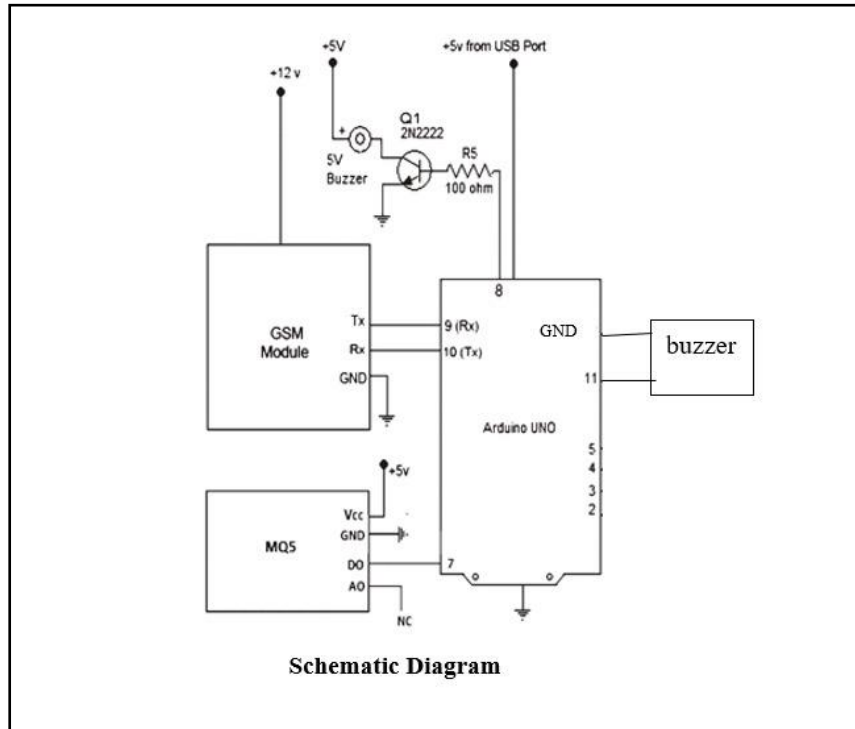 +5V
+5v from USB Port
+12 v
Q1
2N2222
+
R5
5V
Buzzer
100 ohm
8
Tx
9 (Rx)
GND
buzzer
GSM
Module
Rx
10 (Tx)
GND
11
Arduino UNO
5
4
3
2
+5v
Vcc
GND
MQ5
DO
7
AO
NC
Schematic Diagram